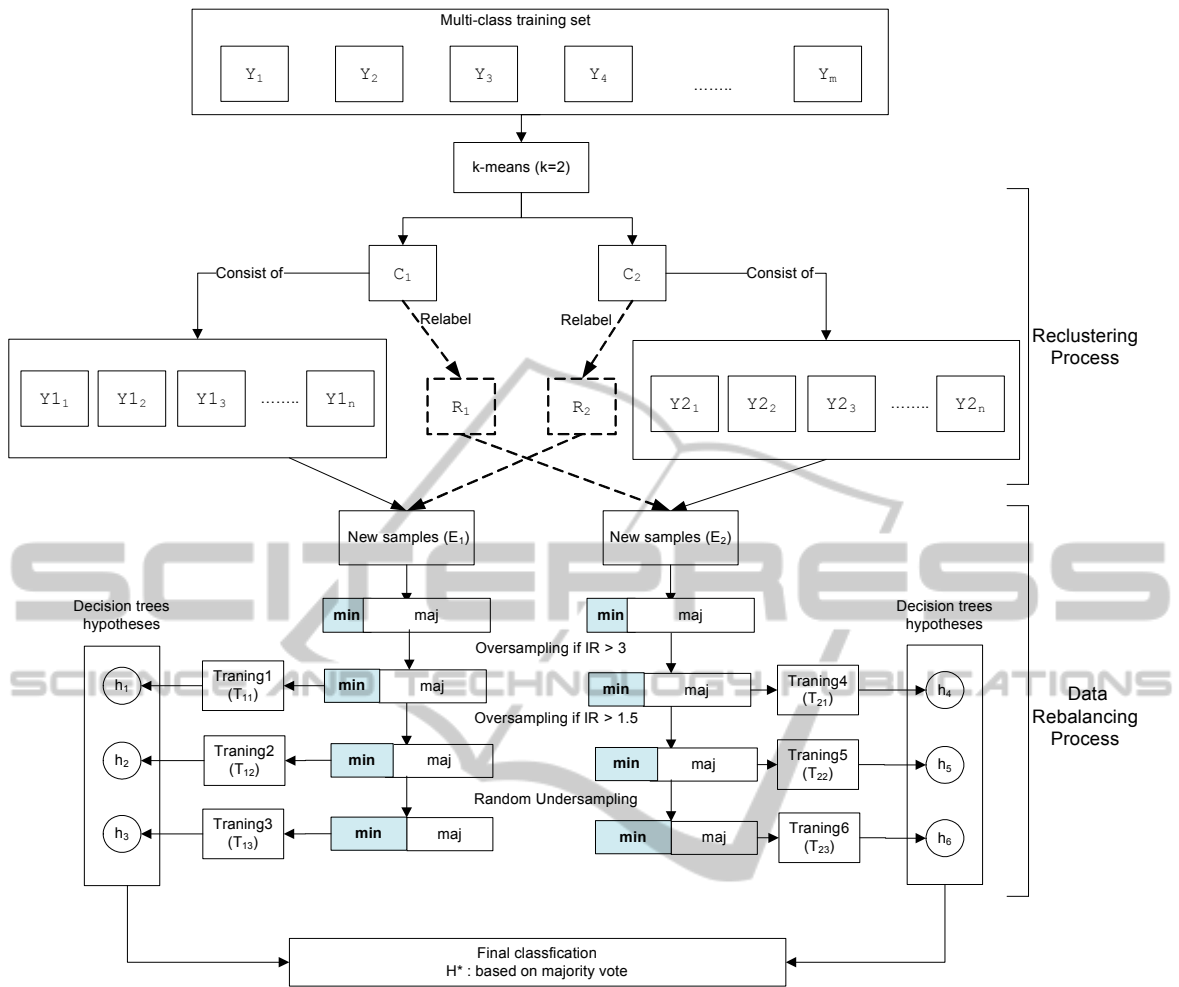 Multi-class training set
Y1 Y2 Y3 Y4 ........ Ym
k-means (k=2)
C1 C2
Consist of Consist of
Relabel Relabel
Reclustering
Process
Y11 Y12 Y13 ........ Y1n
R1 R2
Y21 Y22 Y23 ........ Y2n
New samples (E1) New samples (E2)
SCITEPRESS
SCIENCE AND TECHNOLOGY PUBLICATIONS
Decision trees
hypotheses
Decision trees
hypotheses
min maj min maj
Oversampling if IR > 3
h1 Traning1
(T11)
min maj min maj
Traning4
(T21)
h4
Oversampling if IR > 1.5
Data
Rebalancing
Process
h2 Traning2
(T12)
min maj min maj
Traning5
(T22)
h5
Random Undersampling
h3 Traning3
(T13)
min maj min maj
Traning6
(T23)
h6
Final classfication
H* : based on majority vote